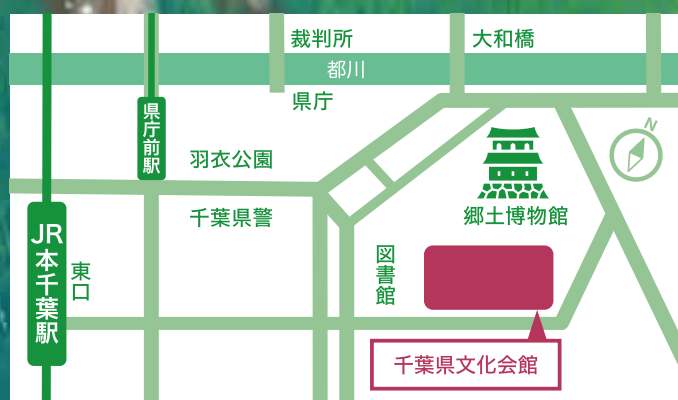 裁判所
大和橋
都川
県庁
県庁前駅
N
羽衣公園
千葉県警
郷土博物館
JR本千葉駅
東口
図書館
千葉県文化会館